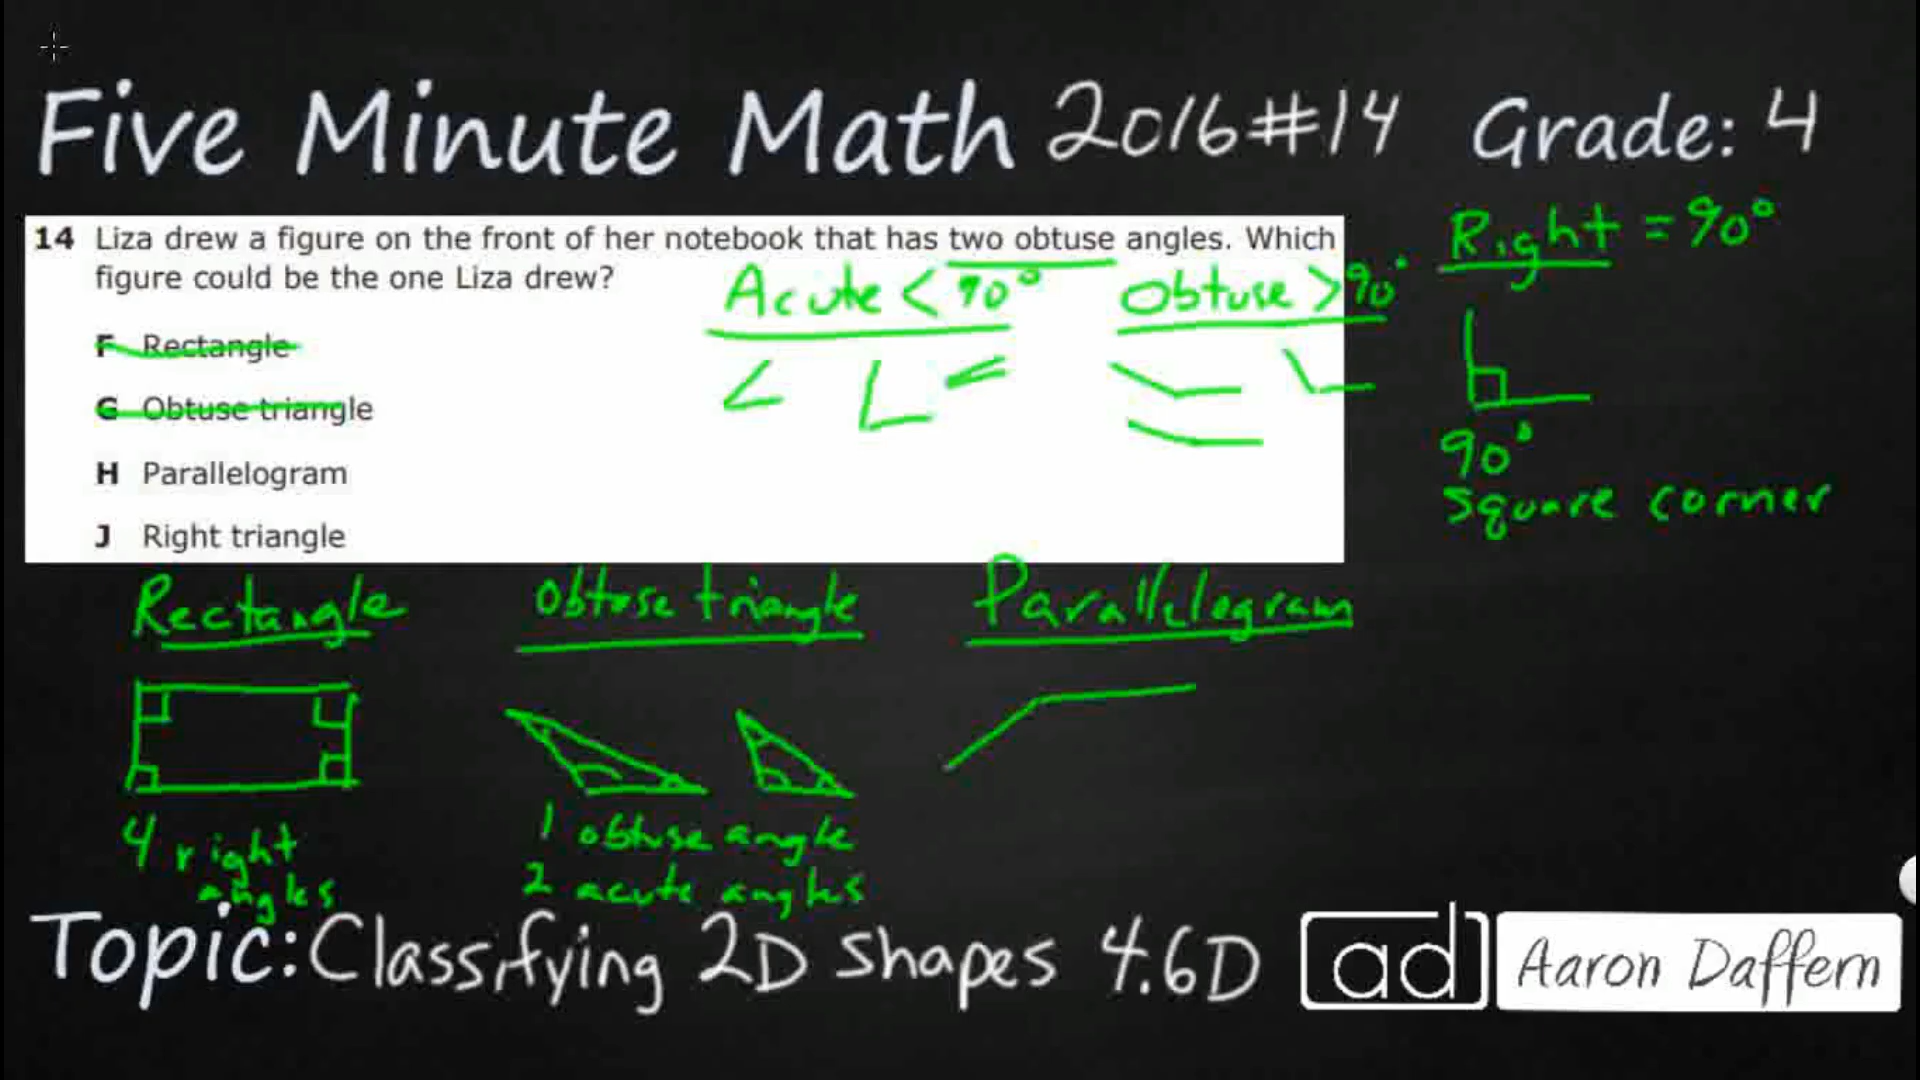 Five Minute Math 2016#14 Grade: 4
14 Liza drew a figure on the front of her notebook that has two obtuse angles. Which
figure could be the one Liza drew?
Acute < 90° Obtuse > 90°
Right = 90°
F Rectangle
G Obtuse triangle
H Parallelogram
J Right triangle
90°
square corner
Rectangle
obtuse triangle
Parallelogram
4 right
angles
1 obtuse angle
2 acute angles
Topic: Classifying 2D shapes 4.6D
ad Aaron Daffern